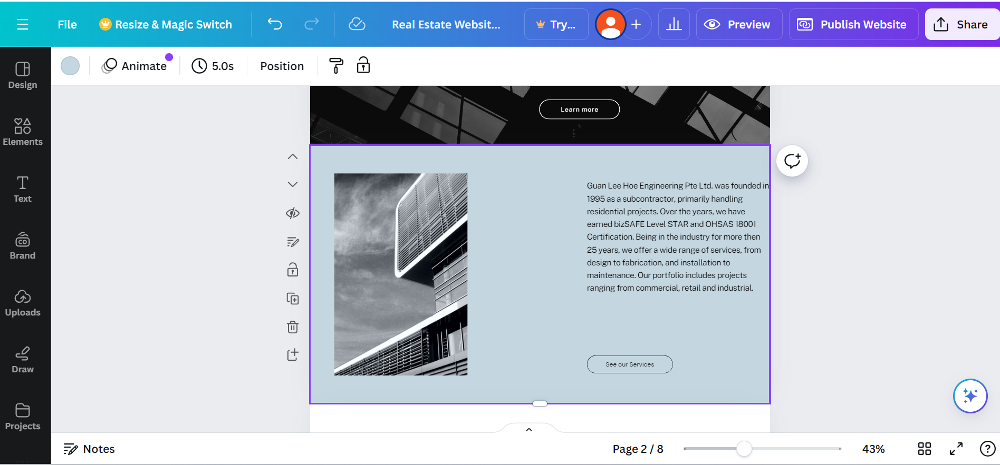 File
Resize & Magic Switch
Real Estate Websit...
Try...
Preview
Publish Website
Share
Animate
5.0s
Position
Design
Elements
Text
CO
Brand
Uploads
Draw
Projects
Learn more
Guan Lee Hoe Engineering Pte Ltd. was founded in
1995 as a subcontractor, primarily handling
residential projects. Over the years, we have
earned bizSAFE Level STAR and OHSAS 18001
Certification. Being in the industry for more then
25 years, we offer a wide range of services, from
design to fabrication, and installation to
maintenance. Our portfolio includes projects
ranging from commercial, retail and industrial.
See our Services
Notes
Page 2 / 8
43%
?